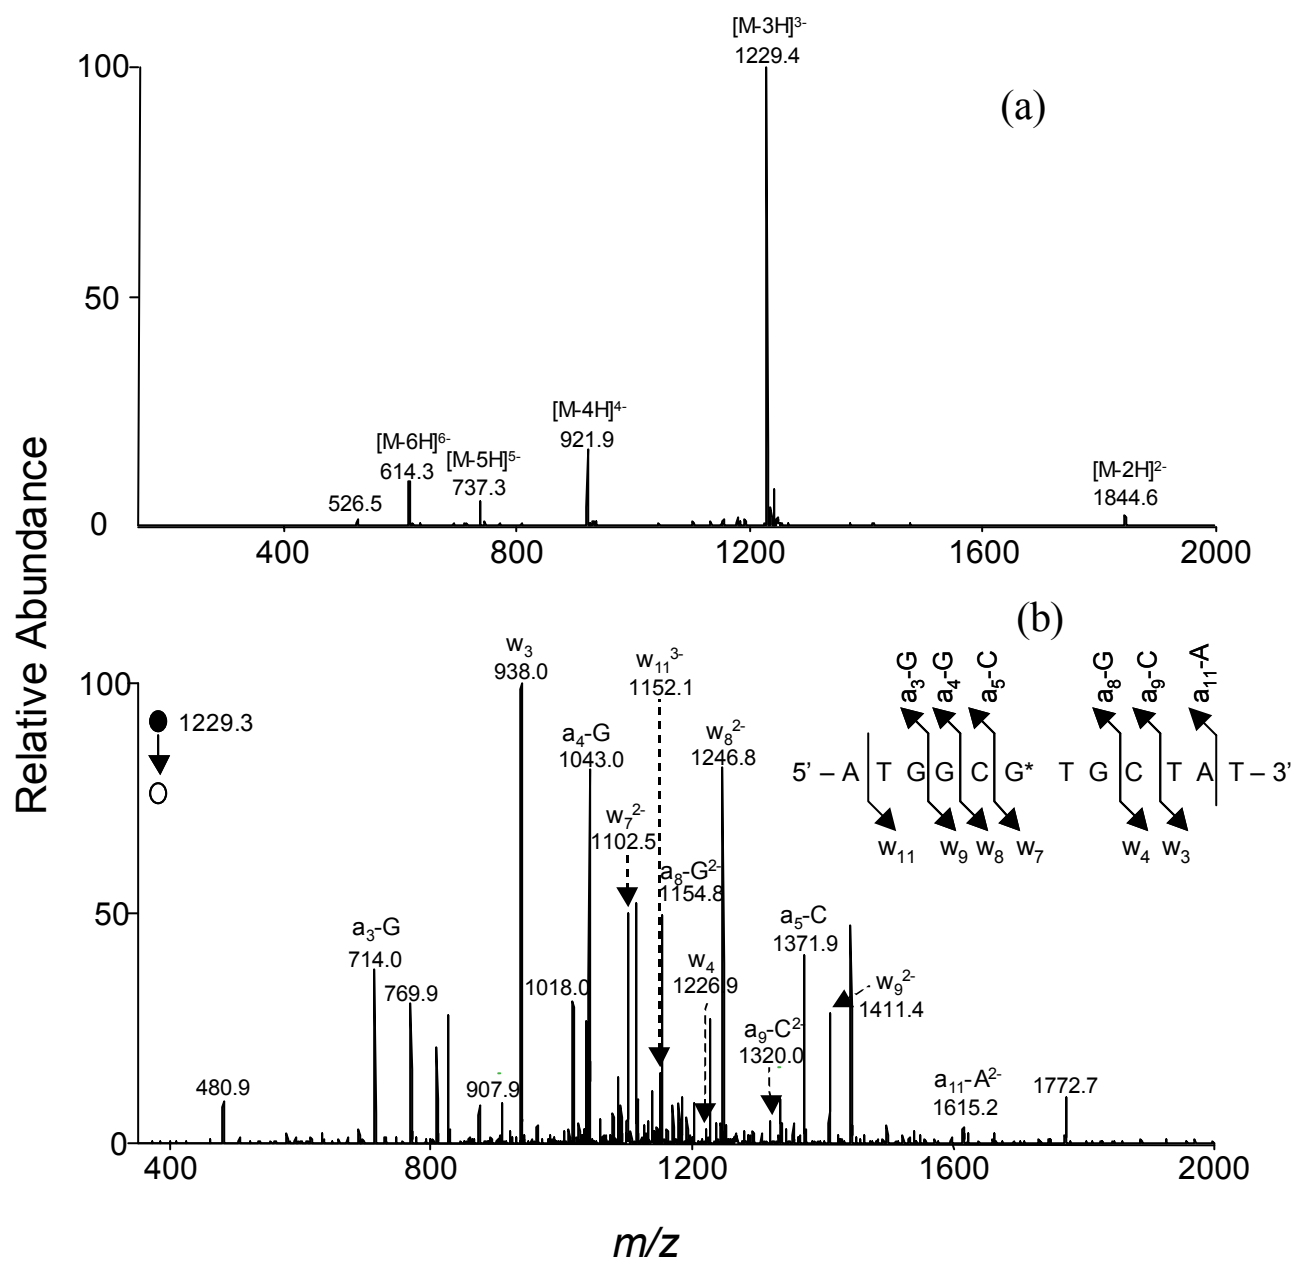 [M-3H]3-
1229.4
(a)
100
50
0
[M-6H]6-
614.3
[M-5H]5-
737.3
[M-4H]4-
921.9
526.5
[M-2H]2-
1844.6
400 800 1200 1600 2000
Relative Abundance
(b)
100
50
0
1229.3
w3
938.0
w11 3-
1152.1
a4-G
1043.0
w8 2-
1246.8
w7 2-
1102.5
a8-G2-
1154.8
a3-G
714.0
769.9
1018.0
w4
1226.9
a5-C
1371.9
w9 2-
1411.4
a9-C2-
1320.0
480.9
907.9
a11-A2-
1615.2
1772.7
a3-G a4-G a5-C a8-G a9-C a11-A
5’ – A T G G C G* T G C T A T – 3’
w11 w9 w8 w7 w4 w3
400 800 1200 1600 2000
m/z